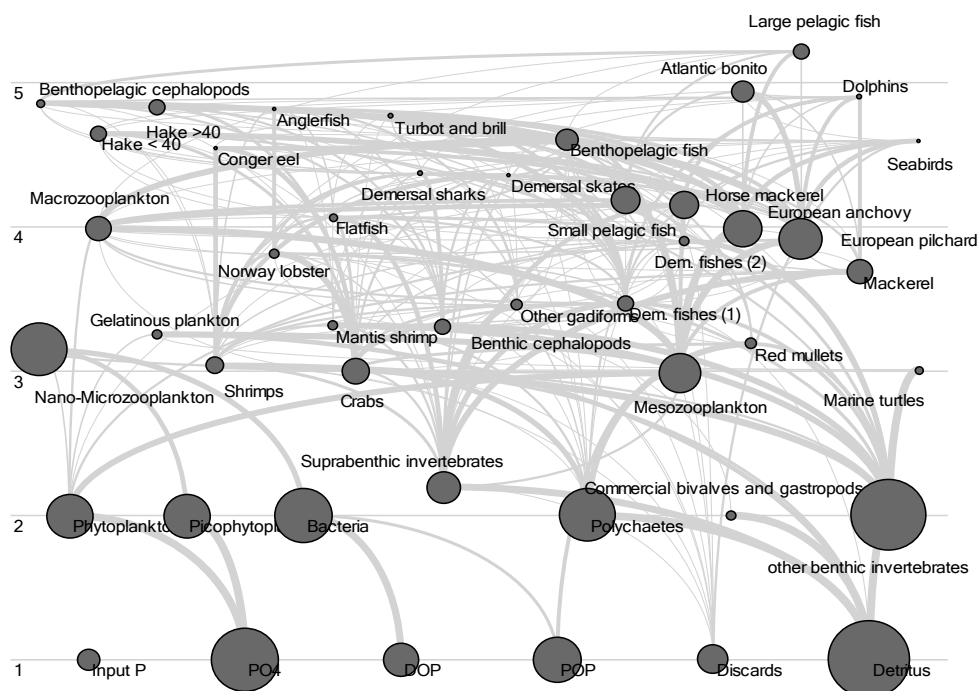 Large pelagic fish
Atlantic bonito
5
Benthopelagic cephalopods
Dolphins
Hake >40
Hake < 40
Anglerfish
Turbot and brill
Benthopelagic fish
Conger eel
Seabirds
Macrozooplankton
Demersal sharks
Demersal skates
Horse mackerel
European anchovy
4
Flatfish
Small pelagic fish
European pilchard
Norway lobster
Dem. fishes (2)
Mackerel
Gelatinous plankton
Other gadiforms
Dem. fishes (1)
Mantis shrimp
Benthic cephalopods
Red mullets
3
Nano-Microzooplankton
Shrimps
Crabs
Mesozooplankton
Marine turtles
Suprabenthic invertebrates
Commercial bivalves and gastropods
2
Phytoplankto
Picophytopl
Bacteria
Polychaetes
other benthic invertebrates
1
Input P
PO4
DOP
POP
Discards
Detritus